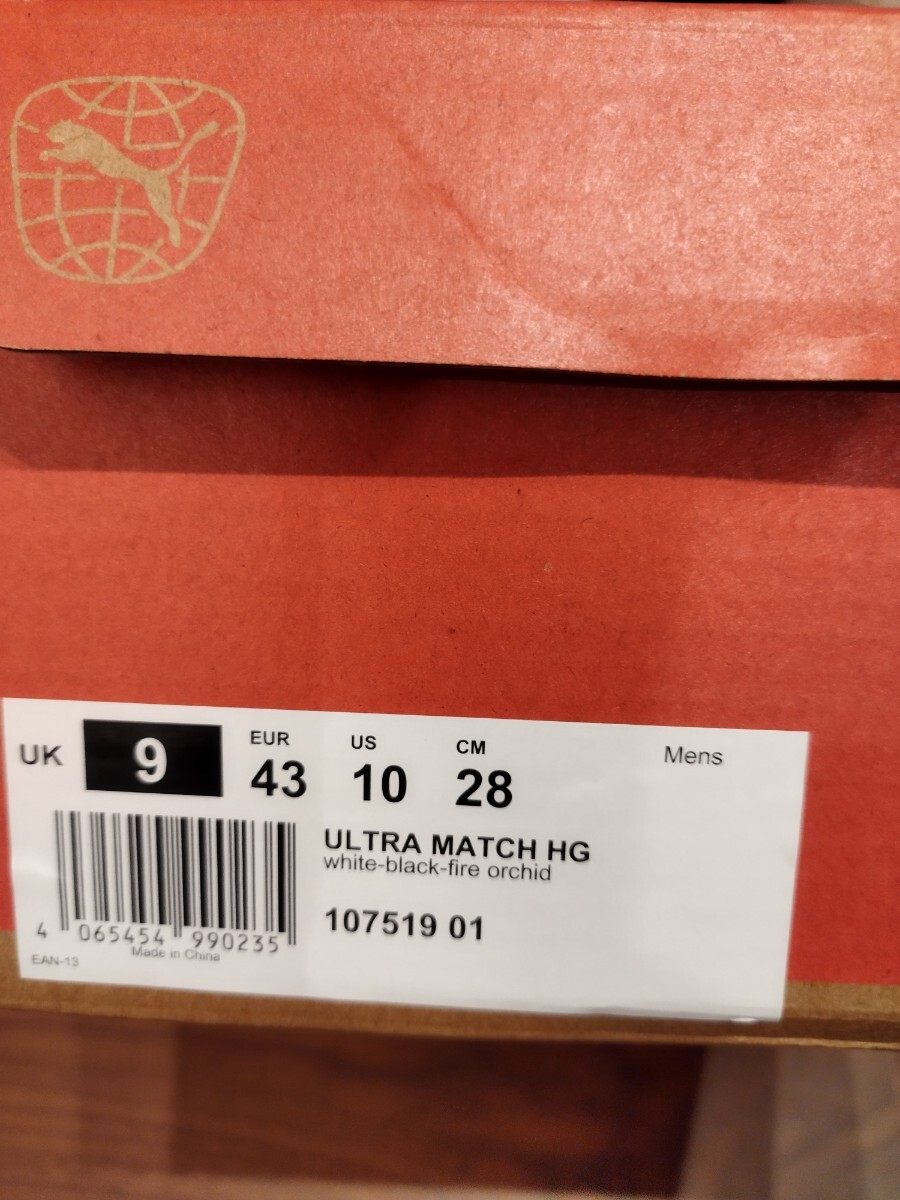 UK 9 EUR 43 US 10 CM 28 Mens
ULTRA MATCH HG
white-black-fire orchid
107519 01
4 065454 990235
Made in China
EAN-13